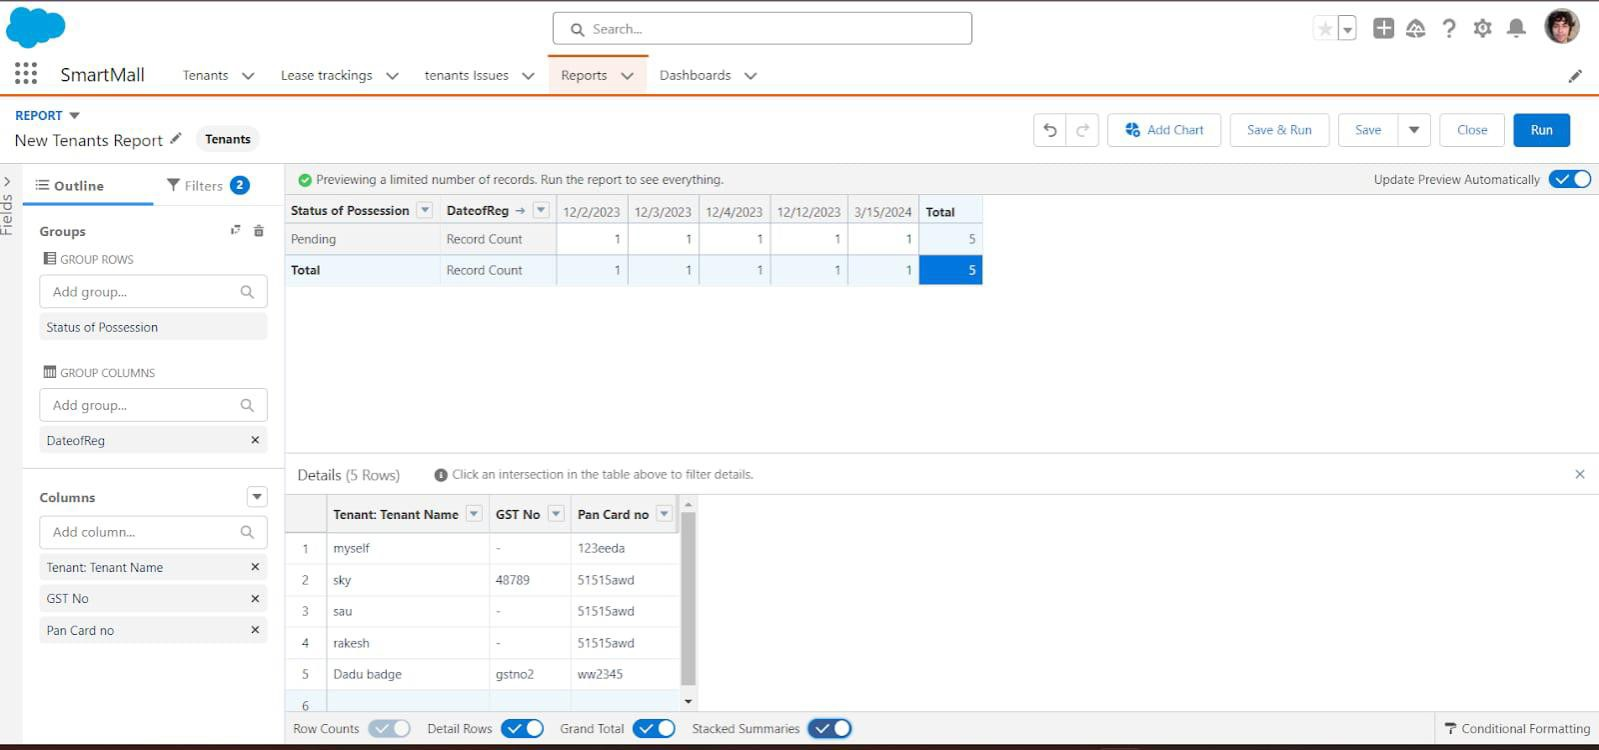 Search...
SmartMall Tenants Lease trackings tenants Issues Reports Dashboards
REPORT
New Tenants Report Tenants
Add Chart Save & Run Save Close Run
Fields
Outline Filters 2
Previewing a limited number of records. Run the report to see everything. Update Preview Automatically
Groups
GROUP ROWS
Add group...
Status of Possession
GROUP COLUMNS
Add group...
DateofReg
Columns
Add column...
Tenant: Tenant Name
GST No
Pan Card no
Status of Possession DateofReg → 12/2/2023 12/3/2023 12/4/2023 12/12/2023 3/15/2024 Total
Pending Record Count 1 1 1 1 1 5
Total Record Count 1 1 1 1 1 5
Details (5 Rows) Click an intersection in the table above to filter details.
Tenant: Tenant Name GST No Pan Card no
1 myself - 123eeda
2 sky 48789 51515awd
3 sau - 51515awd
4 rakesh - 51515awd
5 Dadu badge gstno2 ww2345
6
Row Counts Detail Rows Grand Total Stacked Summaries Conditional Formatting